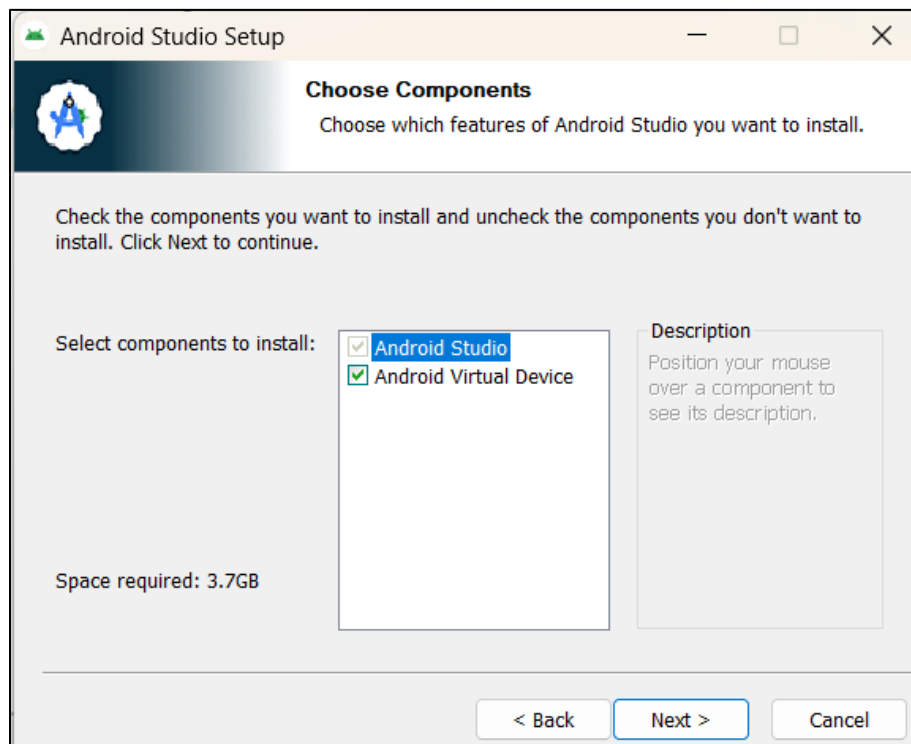 Android Studio Setup
Choose Components
Choose which features of Android Studio you want to install.
Check the components you want to install and uncheck the components you don't want to
install. Click Next to continue.
Select components to install:
Android Studio
Android Virtual Device
Description
Position your mouse
over a component to
see its description.
Space required: 3.7GB
< Back
Next >
Cancel